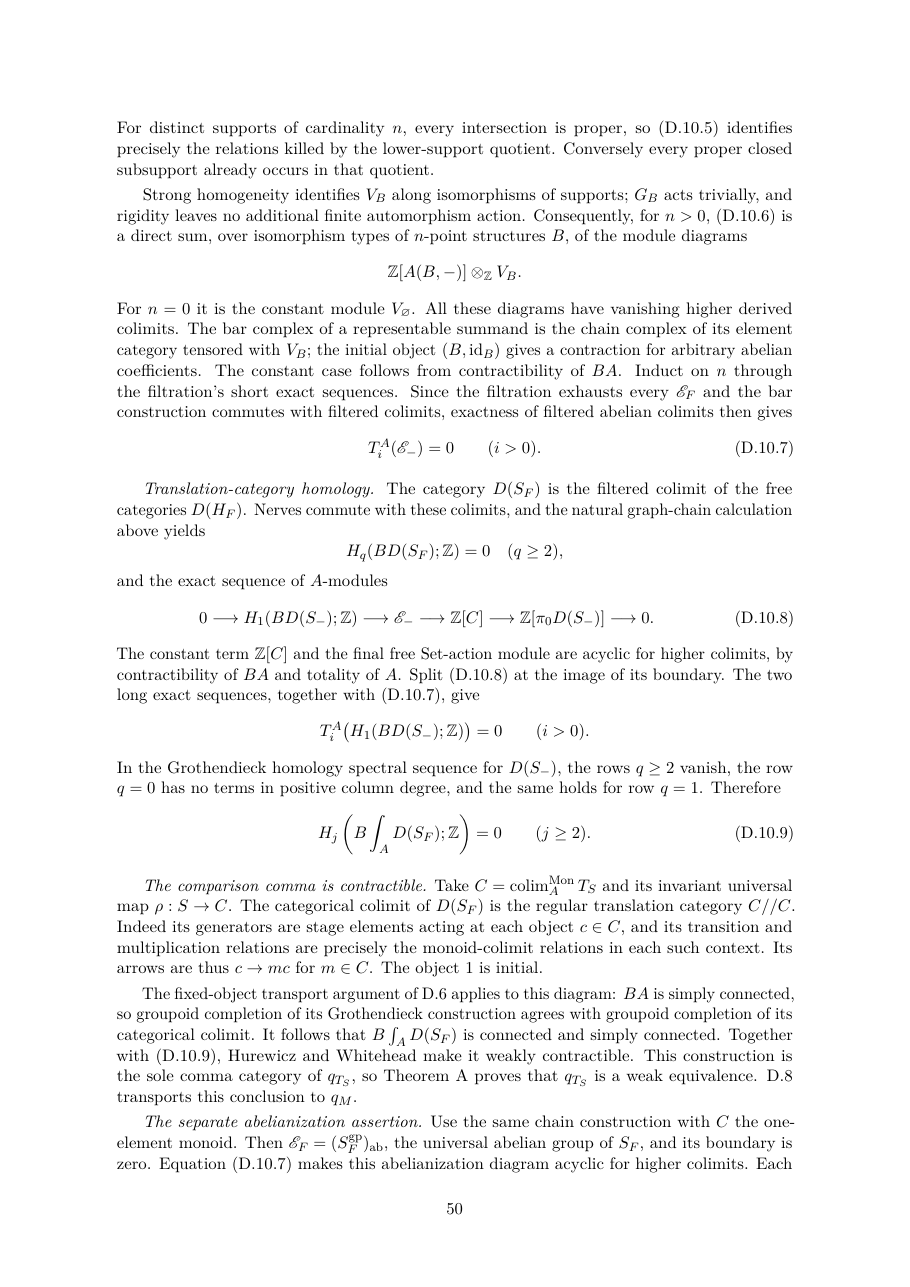 For distinct supports of cardinality n, every intersection is proper, so (D.10.5) identifies
precisely the relations killed by the lower-support quotient. Conversely every proper closed
subsupport already occurs in that quotient.
Strong homogeneity identifies V_B along isomorphisms of supports; G_B acts trivially, and
rigidity leaves no additional finite automorphism action. Consequently, for n > 0, (D.10.6) is
a direct sum, over isomorphism types of n-point structures B, of the module diagrams
ℤ[A(B, −)] ⊗_ℤ V_B.
For n = 0 it is the constant module V_∅. All these diagrams have vanishing higher derived
colimits. The bar complex of a representable summand is the chain complex of its element
category tensored with V_B; the initial object (B, id_B) gives a contraction for arbitrary abelian
coefficients. The constant case follows from contractibility of BA. Induct on n through
the filtration's short exact sequences. Since the filtration exhausts every ℰ_F and the bar
construction commutes with filtered colimits, exactness of filtered abelian colimits then gives
T_i^A(ℰ_−) = 0 (i > 0). (D.10.7)
Translation-category homology. The category D(S_F) is the filtered colimit of the free
categories D(H_F). Nerves commute with these colimits, and the natural graph-chain calculation
above yields
H_q(BD(S_F); ℤ) = 0 (q ≥ 2),
and the exact sequence of A-modules
0 ⟶ H_1(BD(S_−); ℤ) ⟶ ℰ_− ⟶ ℤ[C] ⟶ ℤ[π_0D(S_−)] ⟶ 0. (D.10.8)
The constant term ℤ[C] and the final free Set-action module are acyclic for higher colimits, by
contractibility of BA and totality of A. Split (D.10.8) at the image of its boundary. The two
long exact sequences, together with (D.10.7), give
T_i^A(H_1(BD(S_−); ℤ)) = 0 (i > 0).
In the Grothendieck homology spectral sequence for D(S_−), the rows q ≥ 2 vanish, the row
q = 0 has no terms in positive column degree, and the same holds for row q = 1. Therefore
H_j (B ∫_A D(S_F); ℤ) = 0 (j ≥ 2). (D.10.9)
The comparison comma is contractible. Take C = colim_A^Mon T_S and its invariant universal
map ρ : S → C. The categorical colimit of D(S_F) is the regular translation category C//C.
Indeed its generators are stage elements acting at each object c ∈ C, and its transition and
multiplication relations are precisely the monoid-colimit relations in each such context. Its
arrows are thus c → mc for m ∈ C. The object 1 is initial.
The fixed-object transport argument of D.6 applies to this diagram: BA is simply connected,
so groupoid completion of its Grothendieck construction agrees with groupoid completion of its
categorical colimit. It follows that B ∫_A D(S_F) is connected and simply connected. Together
with (D.10.9), Hurewicz and Whitehead make it weakly contractible. This construction is
the sole comma category of q_{T_S}, so Theorem A proves that q_{T_S} is a weak equivalence. D.8
transports this conclusion to q_M.
The separate abelianization assertion. Use the same chain construction with C the one-
element monoid. Then ℰ_F = (S_F^gp)_ab, the universal abelian group of S_F, and its boundary is
zero. Equation (D.10.7) makes this abelianization diagram acyclic for higher colimits. Each
50